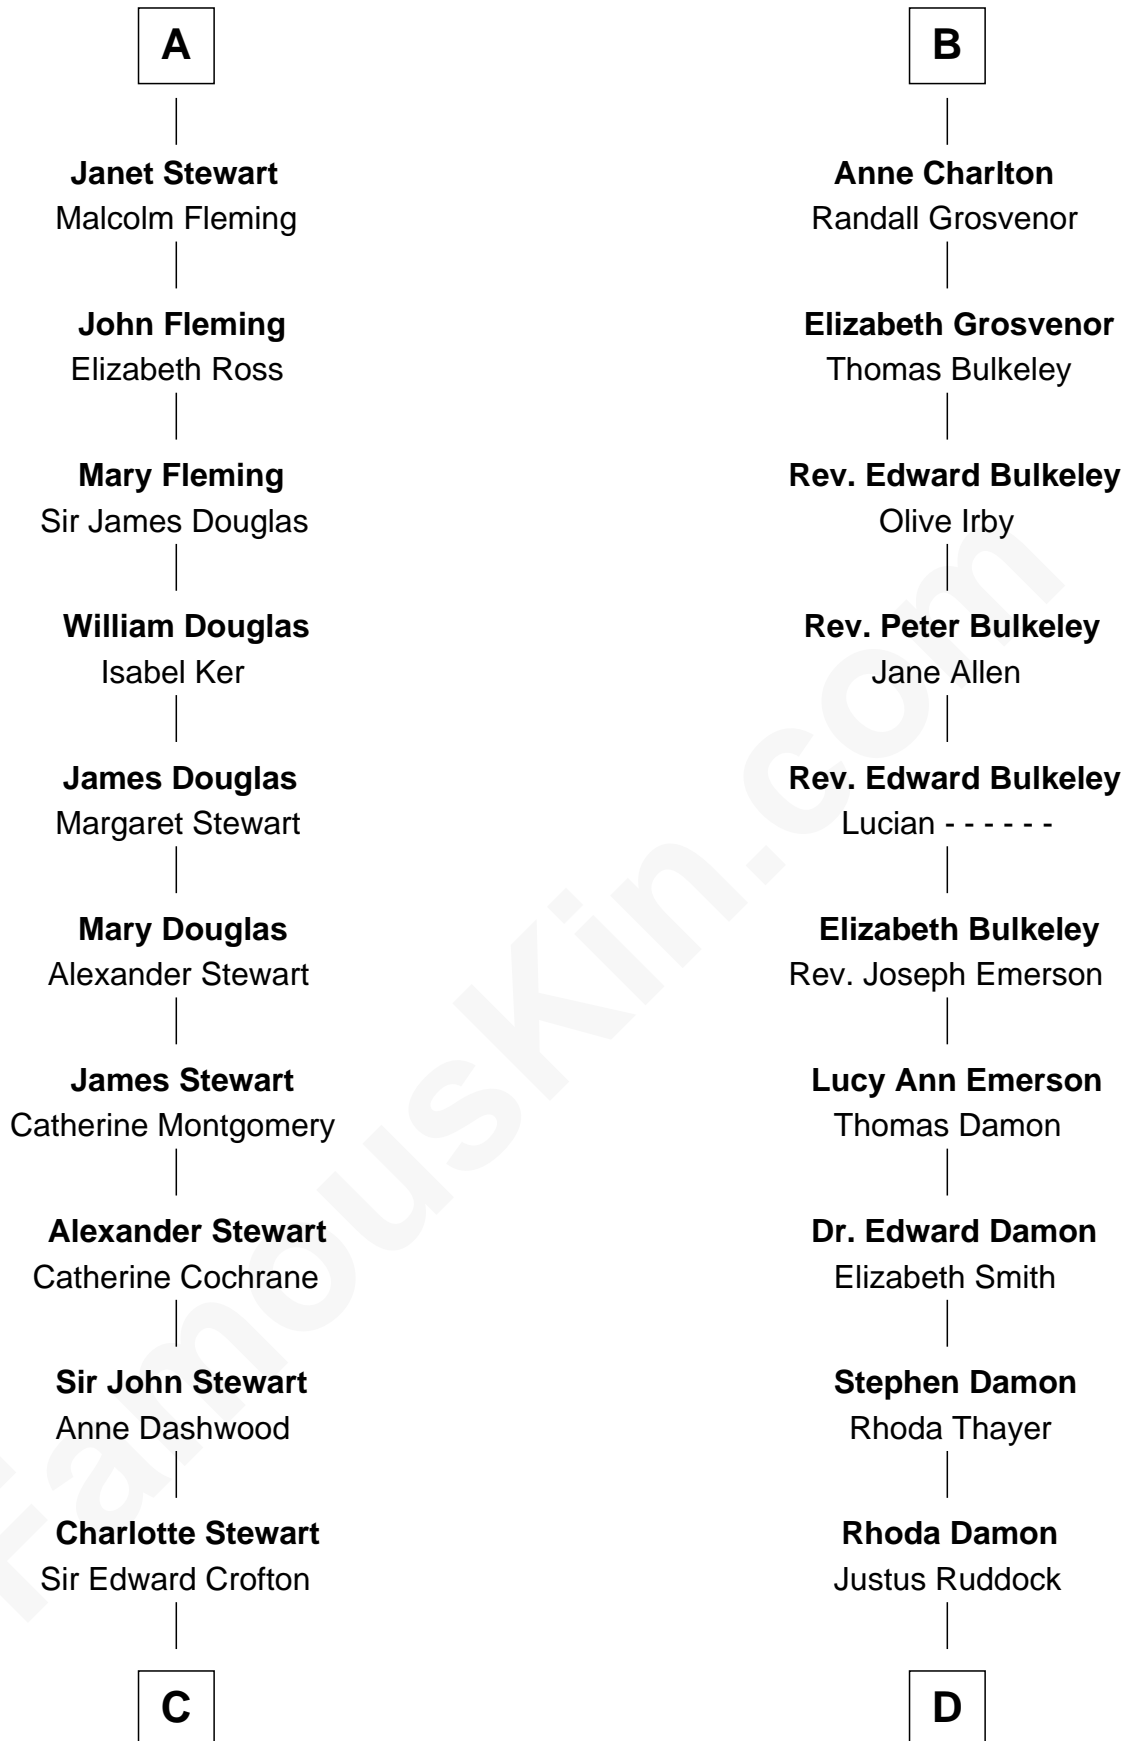 A
Janet Stewart
Malcolm Fleming
John Fleming
Elizabeth Ross
Mary Fleming
Sir James Douglas
William Douglas
Isabel Ker
James Douglas
Margaret Stewart
Mary Douglas
Alexander Stewart
James Stewart
Catherine Montgomery
Alexander Stewart
Catherine Cochrane
Sir John Stewart
Anne Dashwood
Charlotte Stewart
Sir Edward Crofton
C
B
Anne Charlton
Randall Grosvenor
Elizabeth Grosvenor
Thomas Bulkeley
Rev. Edward Bulkeley
Olive Irby
Rev. Peter Bulkeley
Jane Allen
Rev. Edward Bulkeley
Lucian - - - - - -
Elizabeth Bulkeley
Rev. Joseph Emerson
Lucy Ann Emerson
Thomas Damon
Dr. Edward Damon
Elizabeth Smith
Stephen Damon
Rhoda Thayer
Rhoda Damon
Justus Ruddock
D
FamousKin.com